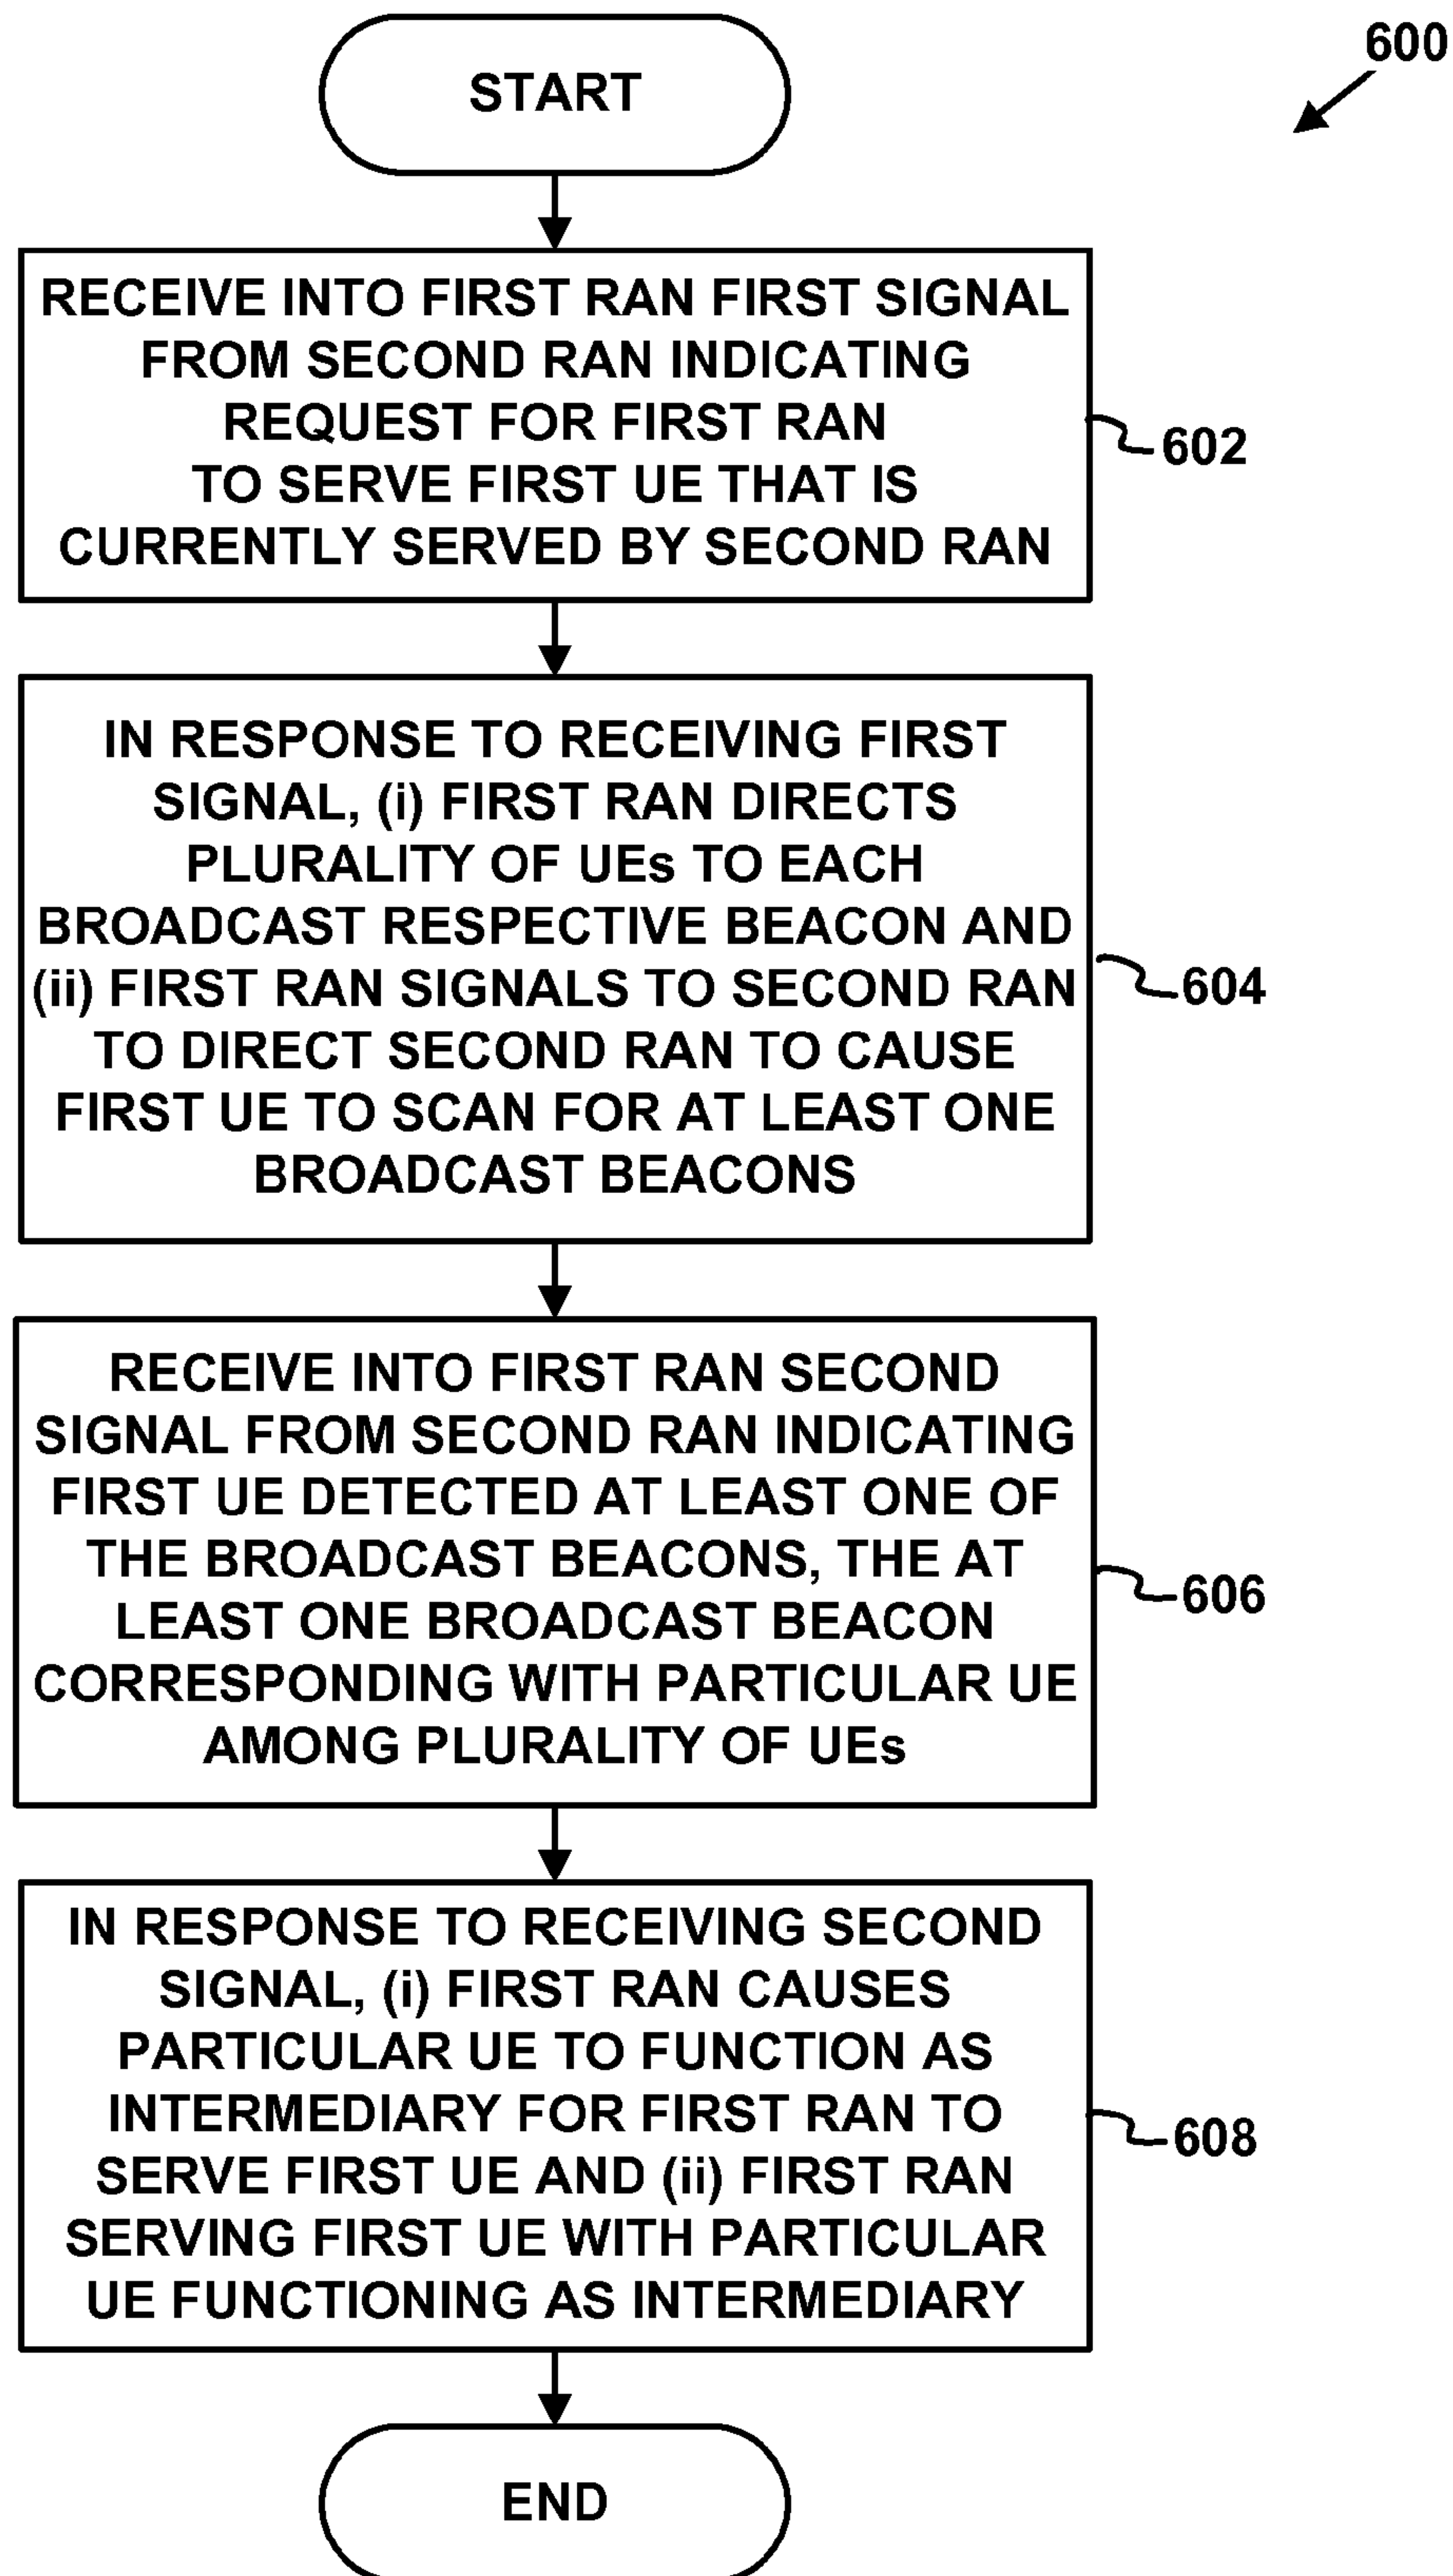 600
START
RECEIVE INTO FIRST RAN FIRST SIGNAL
FROM SECOND RAN INDICATING
REQUEST FOR FIRST RAN
TO SERVE FIRST UE THAT IS
CURRENTLY SERVED BY SECOND RAN
602
IN RESPONSE TO RECEIVING FIRST
SIGNAL, (i) FIRST RAN DIRECTS
PLURALITY OF UEs TO EACH
BROADCAST RESPECTIVE BEACON AND
(ii) FIRST RAN SIGNALS TO SECOND RAN
TO DIRECT SECOND RAN TO CAUSE
FIRST UE TO SCAN FOR AT LEAST ONE
BROADCAST BEACONS
604
RECEIVE INTO FIRST RAN SECOND
SIGNAL FROM SECOND RAN INDICATING
FIRST UE DETECTED AT LEAST ONE OF
THE BROADCAST BEACONS, THE AT
LEAST ONE BROADCAST BEACON
CORRESPONDING WITH PARTICULAR UE
AMONG PLURALITY OF UEs
606
IN RESPONSE TO RECEIVING SECOND
SIGNAL, (i) FIRST RAN CAUSES
PARTICULAR UE TO FUNCTION AS
INTERMEDIARY FOR FIRST RAN TO
SERVE FIRST UE AND (ii) FIRST RAN
SERVING FIRST UE WITH PARTICULAR
UE FUNCTIONING AS INTERMEDIARY
608
END